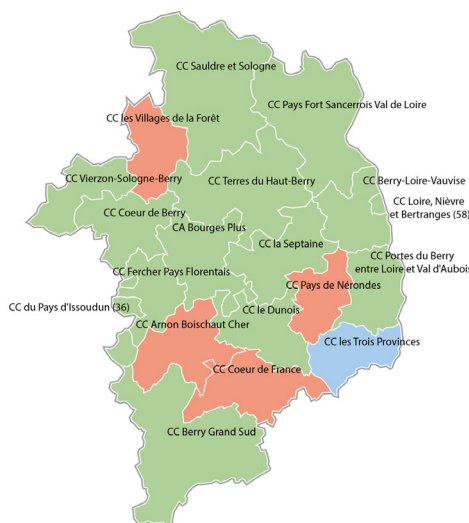 CC Sauldre et Sologne
CC Pays Fort Sancerrois Val de Loire
CC les Villages de la Forêt
CC Vierzon-Sologne-Berry
CC Terres du Haut-Berry
CC Berry-Loire-Vauvise
CC Loire, Nièvre
et Bertranges (58)
CC Coeur de Berry
CA Bourges Plus
CC la Septaine
CC Portes du Berry
entre Loire et Val d'Aubois
CC Fercher Pays Florentais
CC Pays de Nérondes
CC du Pays d'Issoudun (36)
CC le Dunois
CC Arnon Boischaut Cher
CC les Trois Provinces
CC Coeur de France
CC Berry Grand Sud